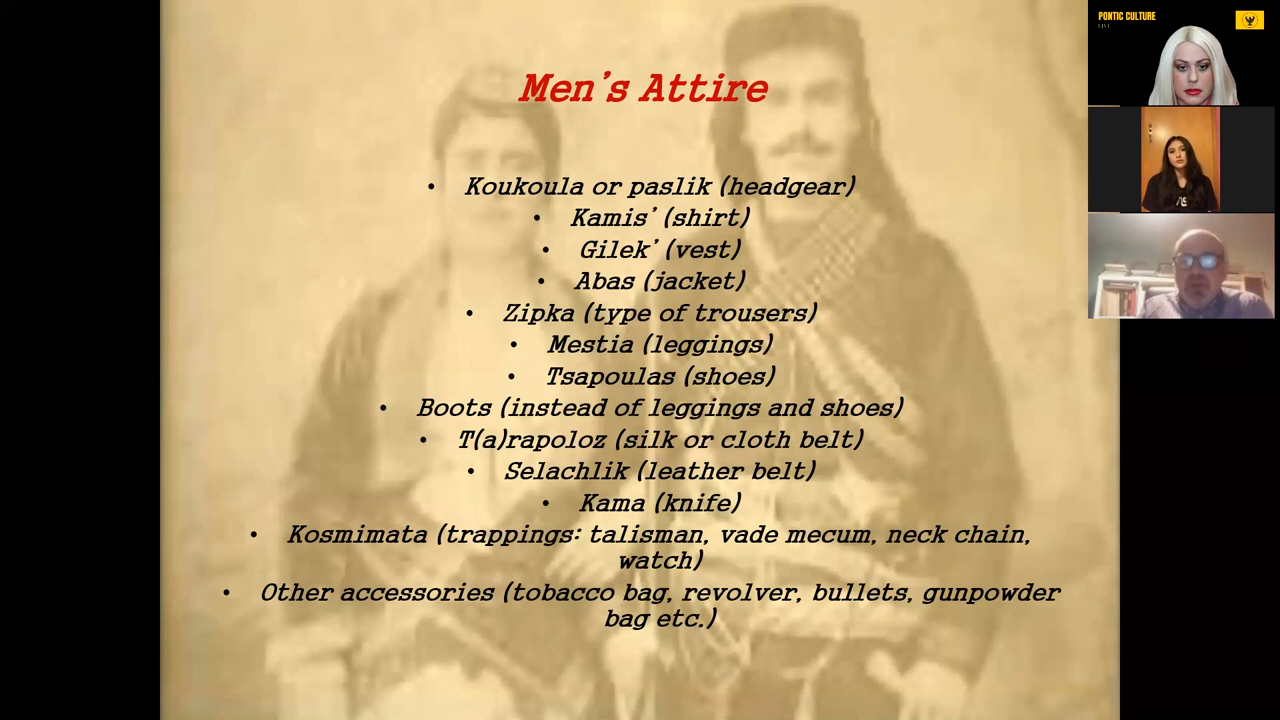 PONTIC CULTURE
LIVE
Men's Attire
• Koukoula or paslik (headgear)
• Kamis' (shirt)
• Gilek' (vest)
• Abas (jacket)
• Zipka (type of trousers)
• Mestia (leggings)
• Tsapoulas (shoes)
• Boots (instead of leggings and shoes)
• T(a)rapoloz (silk or cloth belt)
• Selachlik (leather belt)
• Kama (knife)
• Kosmimata (trappings: talisman, vade mecum, neck chain,
watch)
• Other accessories (tobacco bag, revolver, bullets, gunpowder
bag etc.)